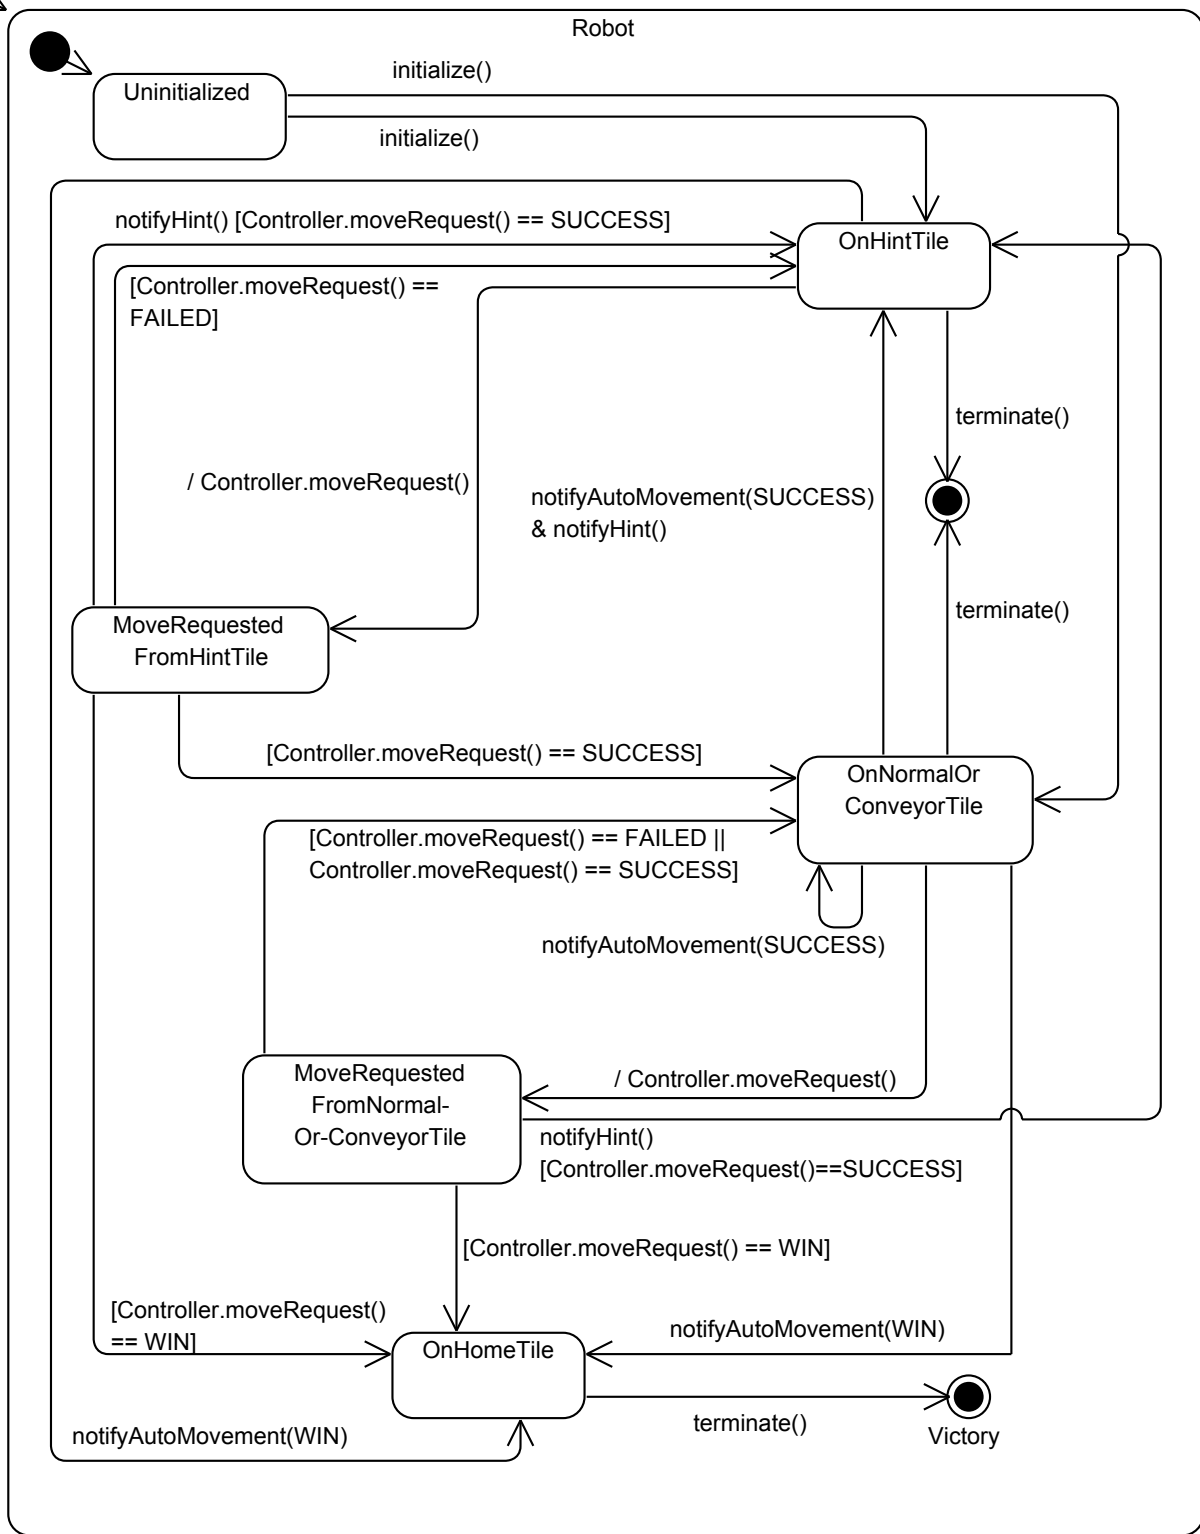 Robot
initialize()
Uninitialized
initialize()
notifyHint() [Controller.moveRequest() == SUCCESS]
OnHintTile
[Controller.moveRequest() ==
FAILED]
terminate()
/ Controller.moveRequest()
notifyAutoMovement(SUCCESS)
& notifyHint()
terminate()
MoveRequested
FromHintTile
[Controller.moveRequest() == SUCCESS]
OnNormalOr
ConveyorTile
[Controller.moveRequest() == FAILED ||
Controller.moveRequest() == SUCCESS]
notifyAutoMovement(SUCCESS)
MoveRequested
FromNormal-
Or-ConveyorTile
/ Controller.moveRequest()
notifyHint()
[Controller.moveRequest()==SUCCESS]
[Controller.moveRequest() == WIN]
[Controller.moveRequest()
== WIN]
notifyAutoMovement(WIN)
OnHomeTile
terminate()
Victory
notifyAutoMovement(WIN)